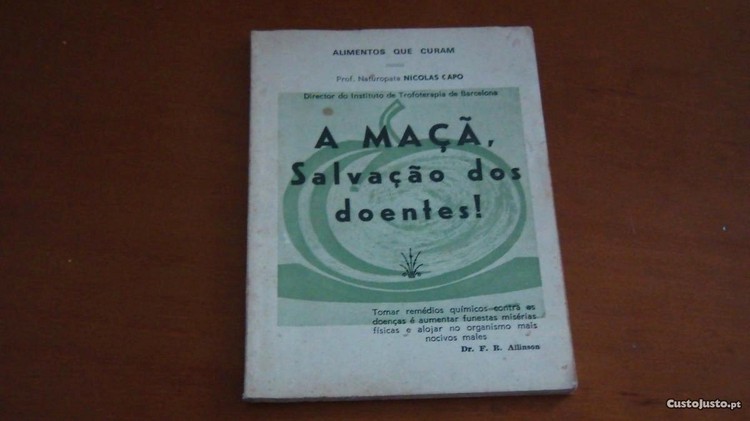 ALIMENTOS QUE CURAM
Prof. Naturopata NICOLAS CAPO
Director do Instituto de Trofoterapia de Barcelona
A MAÇÃ,
Salvação dos
doentes!
Tomar remédios químicos contra as
doenças é aumentar funestas misérias
físicas e alojar no organismo mais
nocivos males
Dr. F. R. Allinson
CustoJusto.pt